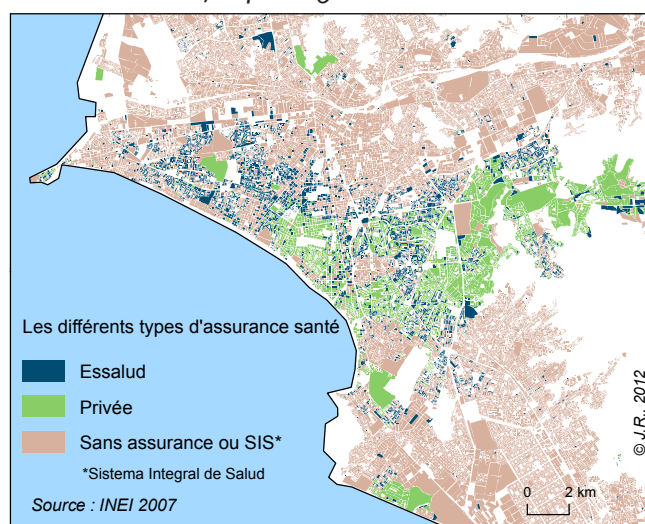 Les différents types d'assurance santé
Essalud
Privée
Sans assurance ou SIS*
*Sistema Integral de Salud
Source : INEI 2007
0 2 km
© J.R., 2012